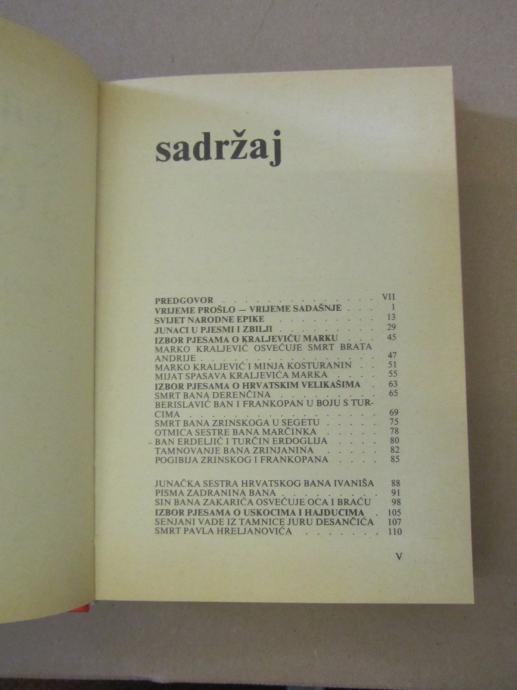 sadržaj
PREDGOVOR . . . . . . . . . . . . . . VII
VRIJEME PROŠLO — VRIJEME SADAŠNJE . . . 1
SVIJET NARODNE EPIKE . . . . . . . . . . 13
JUNACI U PJESMI I ZBILJI . . . . . . . . . 29
IZBOR PJESAMA O KRALJEVIĆU MARKU . . . 45
MARKO KRALJEVIĆ OSVEĆUJE SMRT BRATA
ANDRIJE . . . . . . . . . . . . . . . 47
MARKO KRALJEVIĆ I MINJA KOSTURANIN . . 51
MIJAT SPASAVA KRALJEVIĆA MARKA . . . . 55
IZBOR PJESAMA O HRVATSKIM VELIKAŠIMA . 63
SMRT BANA DERENČINA . . . . . . . . . 65
BERISLAVIĆ BAN I FRANKOPAN U BOJU S TUR-
CIMA . . . . . . . . . . . . . . . . 69
SMRT BANA ZRINSKOGA U SEGETU . . . . . 75
OTMICA SESTRE BANA MARČINKA . . . . . 78
BAN ERDELJIĆ I TURČIN ERDOGLIJA . . . . 80
TAMNOVANJE BANA ZRINJANINA . . . . . 82
POGIBIJA ZRINSKOG I FRANKOPANA . . . . 85
JUNAČKA SESTRA HRVATSKOG BANA IVANIŠA 88
PISMA ZADRANINA BANA . . . . . . . . . 91
SIN BANA ZAKARIĆA OSVEĆUJE OCA I BRAĆU 98
IZBOR PJESAMA O USKOCIMA I HAJDUCIMA . 105
SENJANI VADE IZ TAMNICE JURU DESANČIĆA 107
SMRT PAVLA HRELJANOVIĆA . . . . . . . 110
V